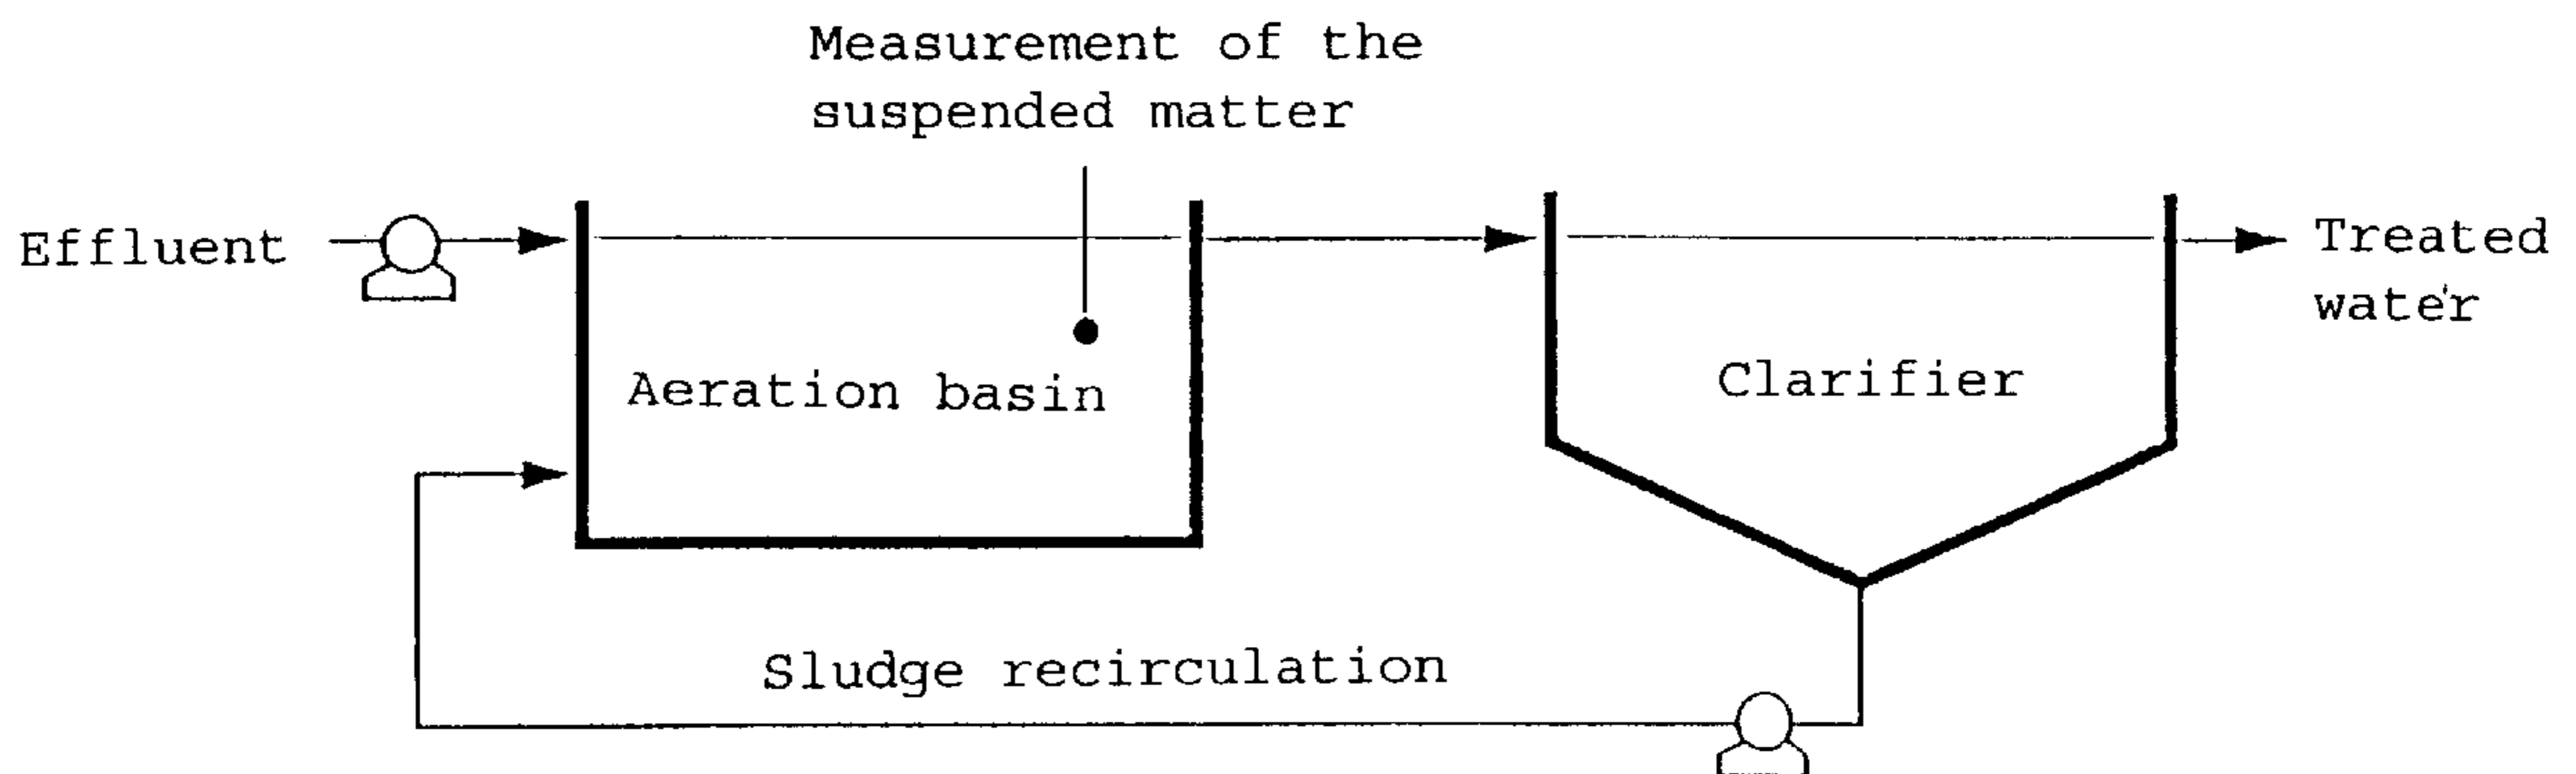 Measurement of the
suspended matter
Effluent
Treated
water
Aeration basin
Clarifier
Sludge recirculation